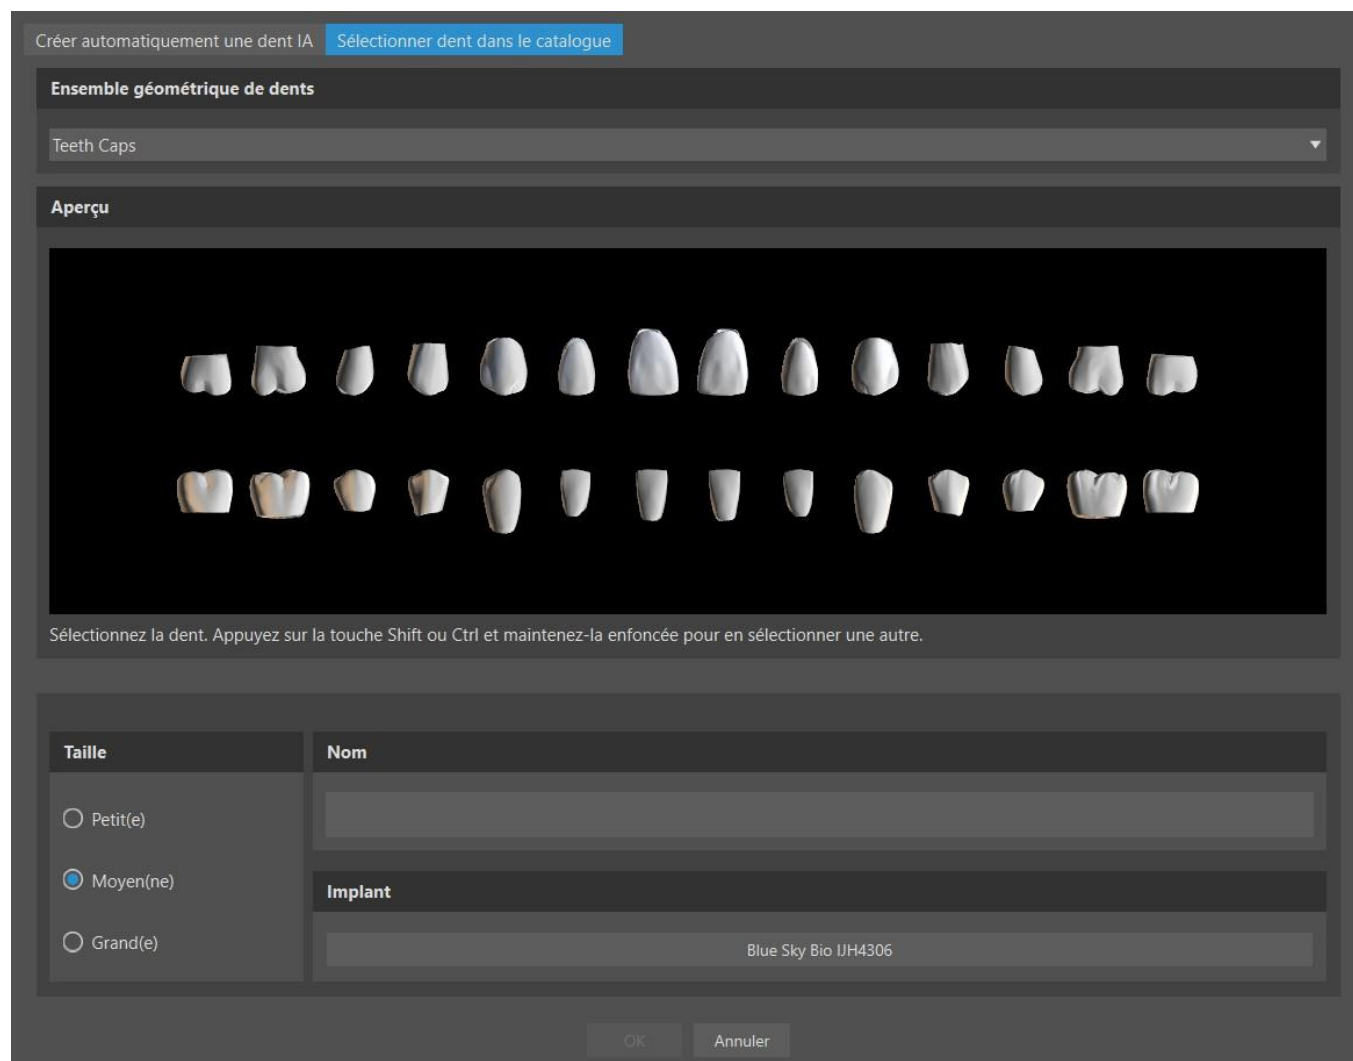 Créer automatiquement une dent IA
Sélectionner dent dans le catalogue
Ensemble géométrique de dents
Teeth Caps
Aperçu
Sélectionnez la dent. Appuyez sur la touche Shift ou Ctrl et maintenez-la enfoncée pour en sélectionner une autre.
Taille
Nom
Petit(e)
Moyen(ne)
Grand(e)
Implant
Blue Sky Bio IJH4306
OK
Annuler